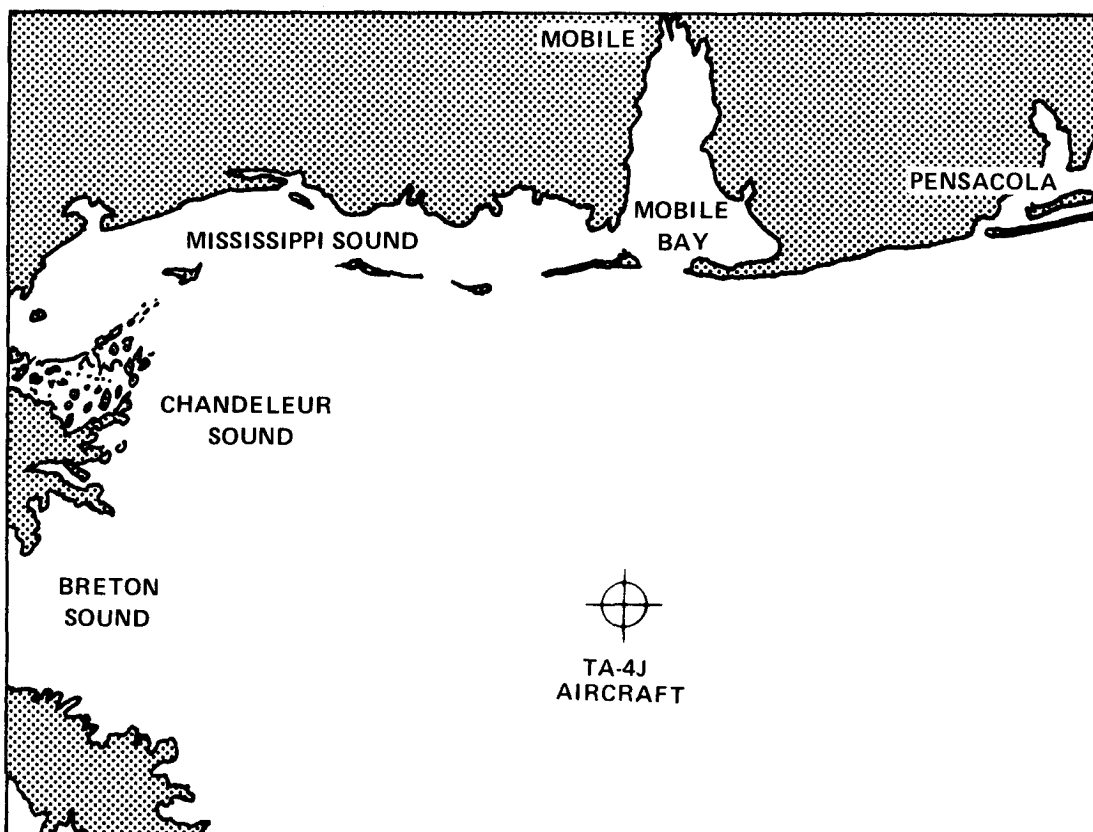 MOBILE
PENSACOLA
MOBILE
BAY
MISSISSIPPI SOUND
CHANDELEUR
SOUND
BRETON
SOUND
TA-4J
AIRCRAFT